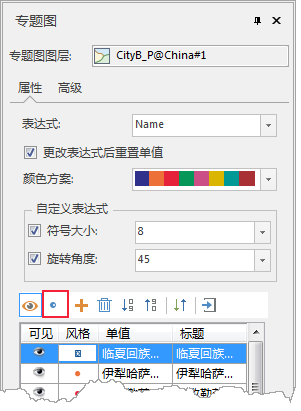 专题图
专题图图层: CityB_P@China#1
属性 高级
表达式: Name
更改表达式后重置单值
颜色方案:
自定义表达式
符号大小: 8
旋转角度: 45
可见 风格 单值 标题
临夏回族... 临夏回族...
伊犁哈萨... 伊犁哈萨...